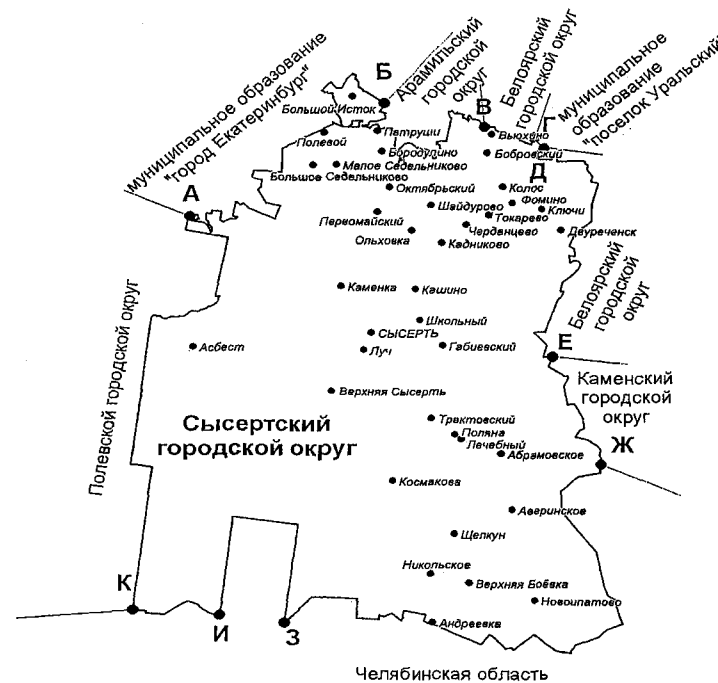 муниципальное образование
"город Екатеринбург"
Арамильский
городской
округ
Белоярский
городской округ
муниципальное
образование
"поселок Уральский"
Б
В
Г
Д
А
Большой Исток
Патруши
Вьюхино
Полевой
Бородулино
Бобровский
Малое Седельниково
Большое Седельниково
Октябрьский
Колос
Шайдурово
Фомино
Ключи
Первомайский
Токарево
Черданцево
Двуреченск
Ольховка
Кадниково
Белоярский
городской
округ
Каменка
Кашино
Школьный
СЫСЕРТЬ
Асбест
Луч
Габиевский
Е
Полевской городской округ
Каменский
городской
округ
Верхняя Сысерть
Сысертский
городской округ
Трактовский
Поляна
Лечебный
Абрамовское
Ж
Космакова
Аверинское
Щелкун
Никольское
Верхняя Боёвка
Новоипатово
К
И
З
Андреевка
Челябинская область